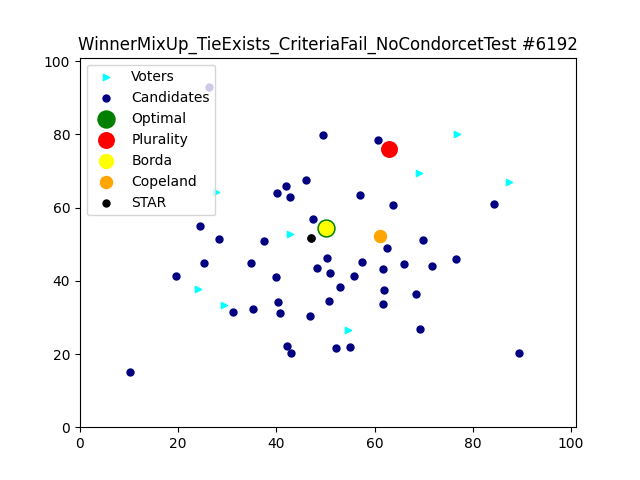 WinnerMixUp_TieExists_CriteriaFail_NoCondorcetTest #6192
100
80
60
40
20
0
Voters
Candidates
Optimal
Plurality
Borda
Copeland
STAR
0 20 40 60 80 100